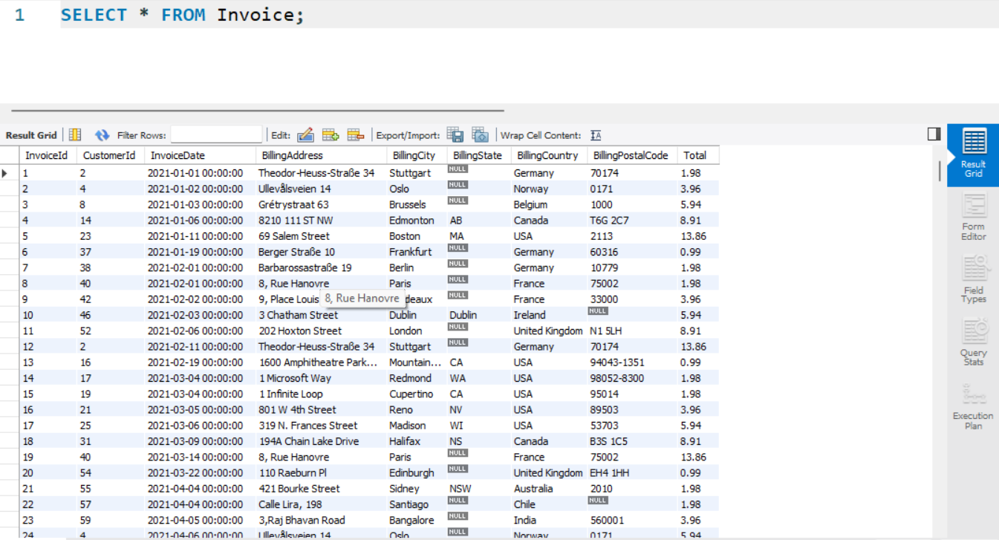 1 SELECT * FROM Invoice;
Result Grid Filter Rows: Edit: Export/Import: Wrap Cell Content: IA
InvoiceId CustomerId InvoiceDate BillingAddress BillingCity BillingState BillingCountry BillingPostalCode Total
1 2 2021-01-01 00:00:00 Theodor-Heuss-Straße 34 Stuttgart NULL Germany 70174 1.98
2 4 2021-01-02 00:00:00 Ullevålsveien 14 Oslo NULL Norway 0171 3.96
3 8 2021-01-03 00:00:00 Grétrystraat 63 Brussels NULL Belgium 1000 5.94
4 14 2021-01-06 00:00:00 8210 111 ST NW Edmonton AB Canada T6G 2C7 8.91
5 23 2021-01-11 00:00:00 69 Salem Street Boston MA USA 2113 13.86
6 37 2021-01-19 00:00:00 Berger Straße 10 Frankfurt NULL Germany 60316 0.99
7 38 2021-02-01 00:00:00 Barbarossastraße 19 Berlin NULL Germany 10779 1.98
8 40 2021-02-01 00:00:00 8, Rue Hanovre Paris NULL France 75002 1.98
9 42 2021-02-02 00:00:00 9, Place Louis 8, Rue Hanovre deaux NULL France 33000 3.96
10 46 2021-02-03 00:00:00 3 Chatham Street Dublin Dublin Ireland NULL 5.94
11 52 2021-02-06 00:00:00 202 Hoxton Street London NULL United Kingdom N1 5LH 8.91
12 2 2021-02-11 00:00:00 Theodor-Heuss-Straße 34 Stuttgart NULL Germany 70174 13.86
13 16 2021-02-19 00:00:00 1600 Amphitheatre Park... Mountain... CA USA 94043-1351 0.99
14 17 2021-03-04 00:00:00 1 Microsoft Way Redmond WA USA 98052-8300 1.98
15 19 2021-03-04 00:00:00 1 Infinite Loop Cupertino CA USA 95014 1.98
16 21 2021-03-05 00:00:00 801 W 4th Street Reno NV USA 89503 3.96
17 25 2021-03-06 00:00:00 319 N. Frances Street Madison WI USA 53703 5.94
18 31 2021-03-09 00:00:00 194A Chain Lake Drive Halifax NS Canada B3S 1C5 8.91
19 40 2021-03-14 00:00:00 8, Rue Hanovre Paris NULL France 75002 13.86
20 54 2021-03-22 00:00:00 110 Raeburn Pl Edinburgh NULL United Kingdom EH4 1HH 0.99
21 55 2021-04-04 00:00:00 421 Bourke Street Sidney NSW Australia 2010 1.98
22 57 2021-04-04 00:00:00 Calle Lira, 198 Santiago NULL Chile NULL 1.98
23 59 2021-04-05 00:00:00 3,Raj Bhavan Road Bangalore NULL India 560001 3.96
24 4 2021-04-06 00:00:00 Ullevålsveien 14 Oslo NULL Norway 0171 5.94
Result
Grid
Form
Editor
Field
Types
Query
Stats
Execution
Plan